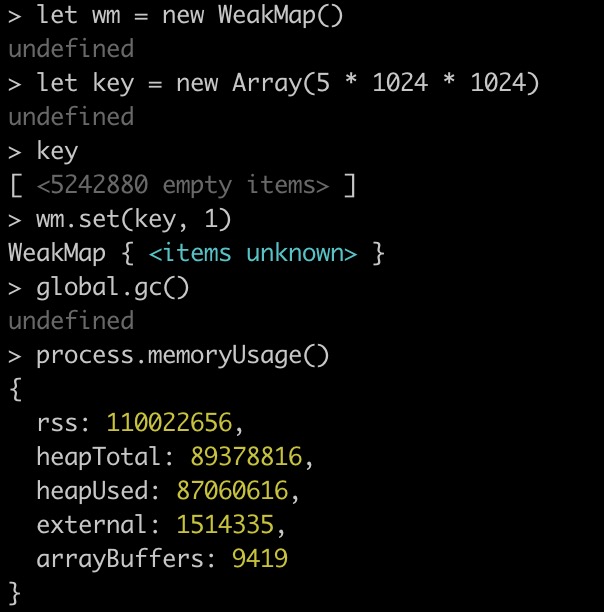 > let wm = new WeakMap()
undefined
> let key = new Array(5 * 1024 * 1024)
undefined
> key
[ <5242880 empty items> ]
> wm.set(key, 1)
WeakMap { <items unknown> }
> global.gc()
undefined
> process.memoryUsage()
{
  rss: 110022656,
  heapTotal: 89378816,
  heapUsed: 87060616,
  external: 1514335,
  arrayBuffers: 9419
}